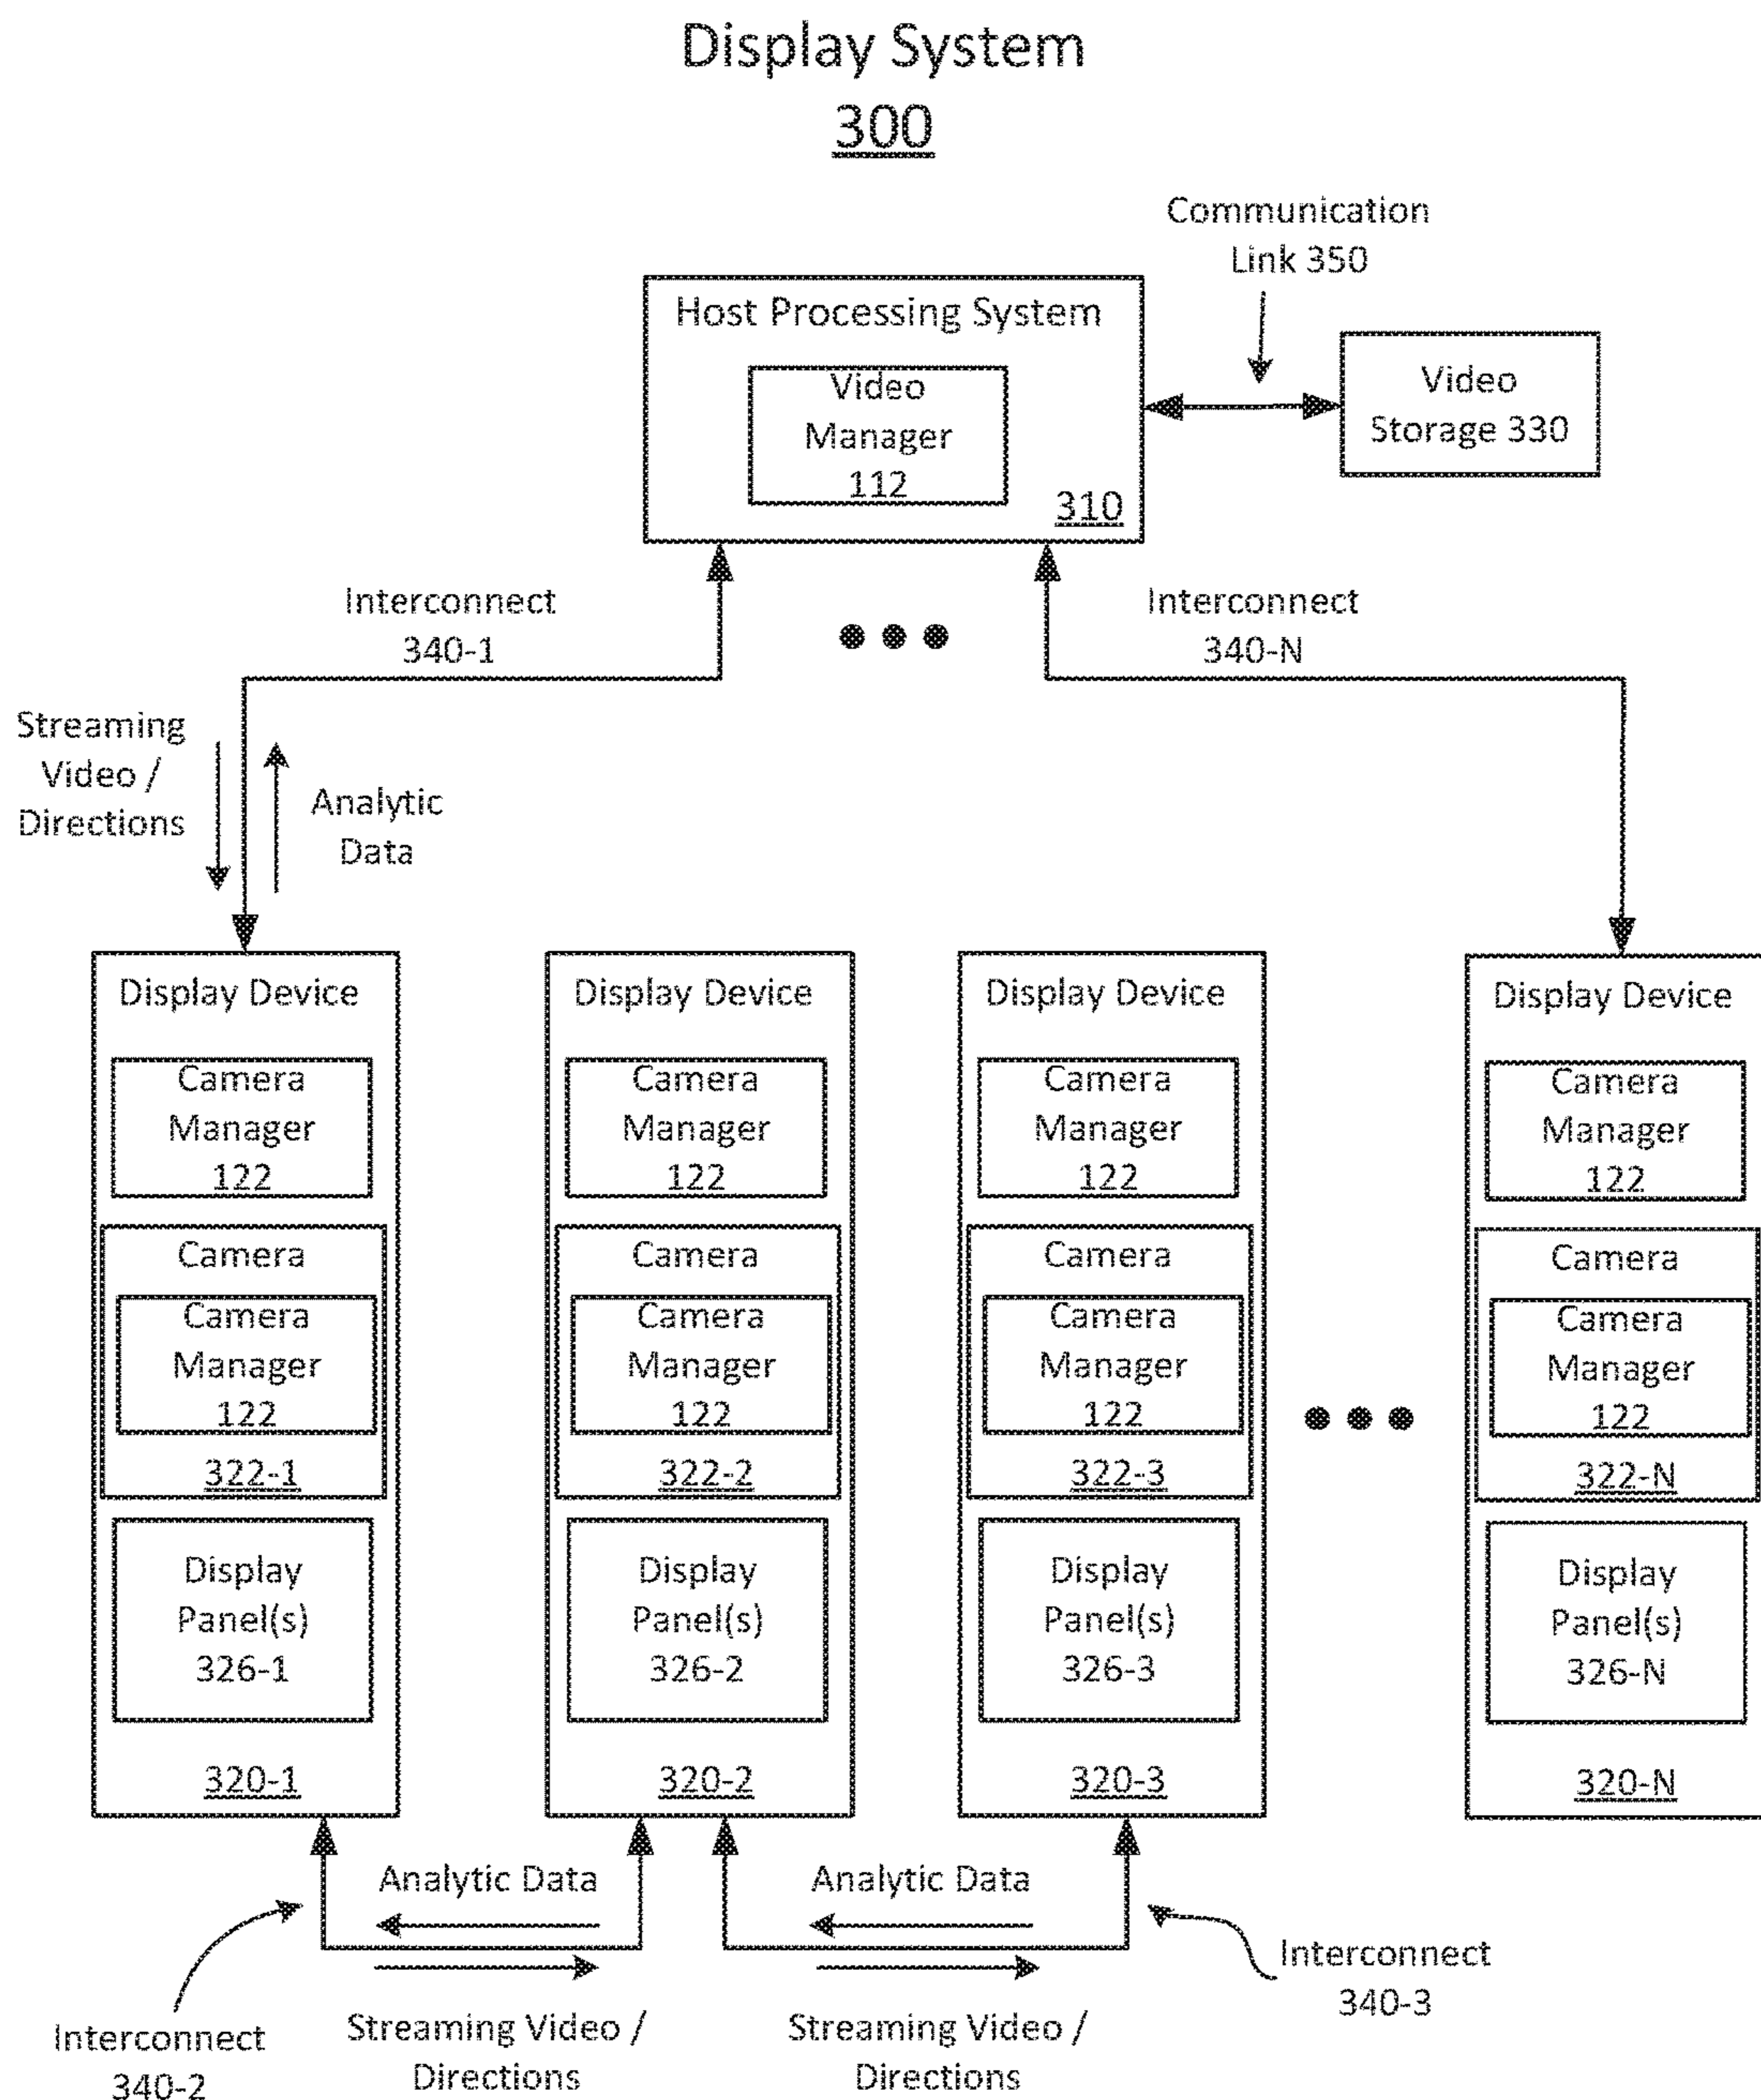 Display System
300
Communication
Link 350
Host Processing System
Video
Manager
112
310
Video
Storage 330
Interconnect
340-1
Interconnect
340-N
Streaming
Video /
Directions
Analytic
Data
Display Device
Camera
Manager
122
Camera
Camera
Manager
122
322-1
Display
Panel(s)
326-1
320-1
Display Device
Camera
Manager
122
Camera
Camera
Manager
122
322-2
Display
Panel(s)
326-2
320-2
Display Device
Camera
Manager
122
Camera
Camera
Manager
122
322-3
Display
Panel(s)
326-3
320-3
Display Device
Camera
Manager
122
Camera
Camera
Manager
122
322-N
Display
Panel(s)
326-N
320-N
Analytic Data
Analytic Data
Interconnect
340-2
Streaming Video /
Directions
Streaming Video /
Directions
Interconnect
340-3